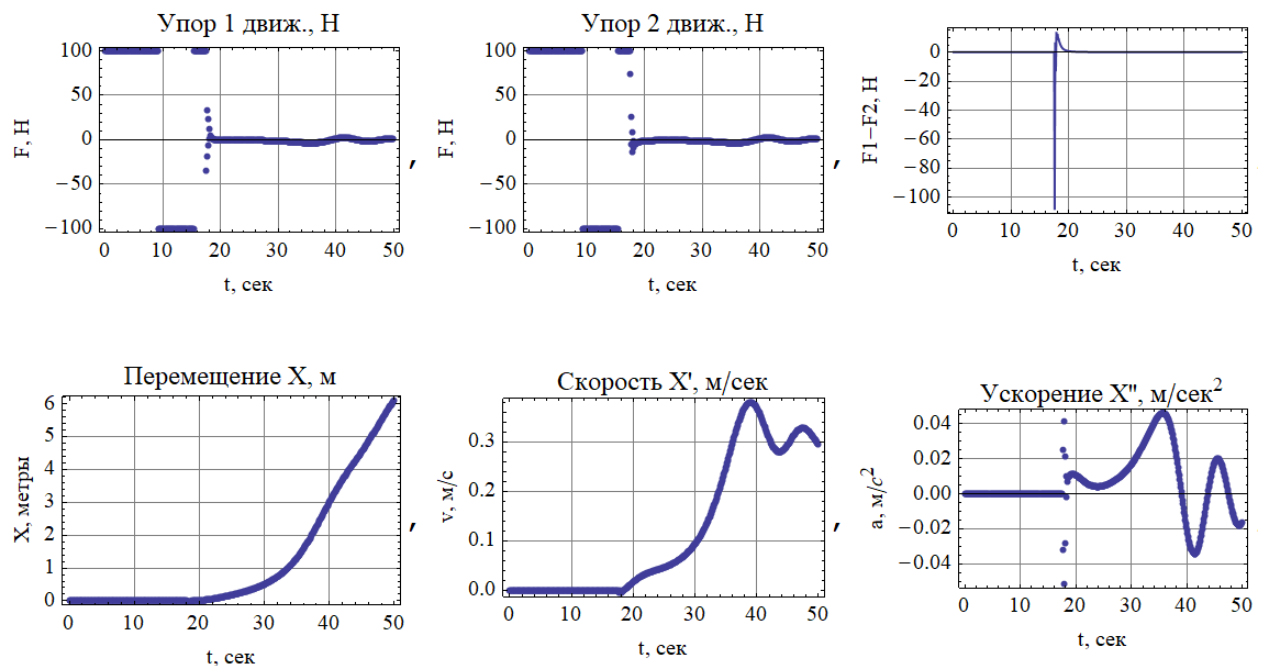 Упор 1 движ., Н
100
50
0
−50
−100
F, Н
0 10 20 30 40 50
t, сек
,
Упор 2 движ., Н
100
50
0
−50
−100
F, Н
0 10 20 30 40 50
t, сек
,
0
−20
−40
−60
−80
−100
F1−F2, Н
0 10 20 30 40 50
t, сек
Перемещение X, м
6
5
4
3
2
1
0
X, метры
0 10 20 30 40 50
t, сек
,
Скорость X', м/сек
0.3
0.2
0.1
0.0
v, м/с
0 10 20 30 40 50
t, сек
,
Ускорение X'', м/сек²
0.04
0.02
0.00
−0.02
−0.04
a, м/с²
0 10 20 30 40 50
t, сек